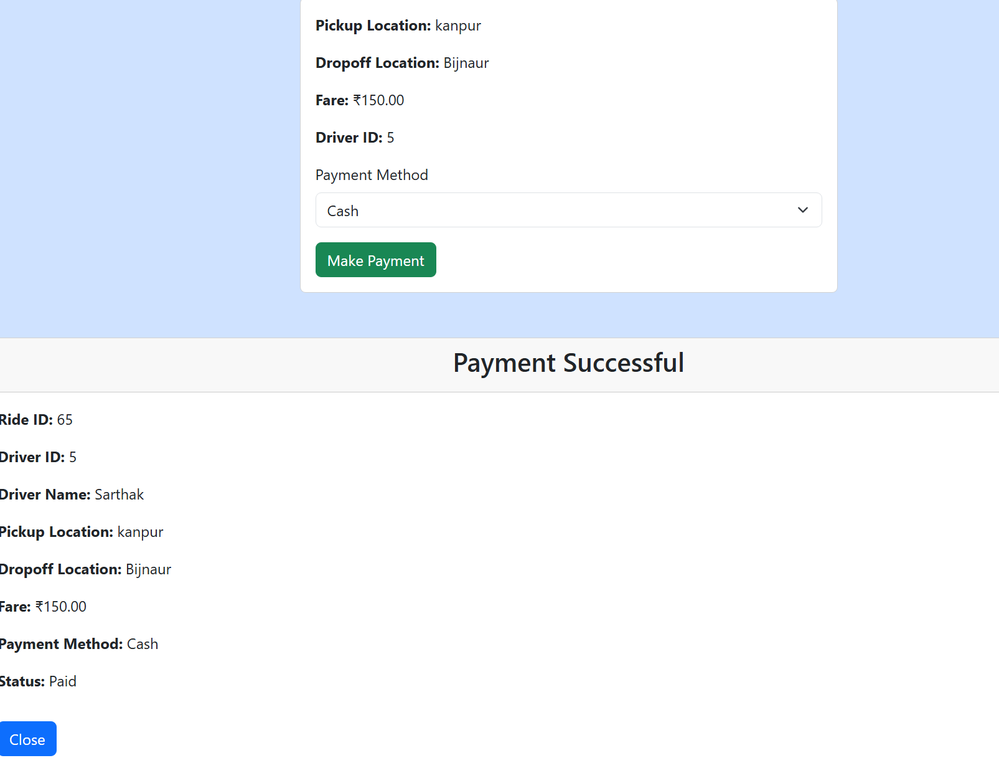 Pickup Location: kanpur
Dropoff Location: Bijnaur
Fare: ₹150.00
Driver ID: 5
Payment Method
Cash
Make Payment
Payment Successful
Ride ID: 65
Driver ID: 5
Driver Name: Sarthak
Pickup Location: kanpur
Dropoff Location: Bijnaur
Fare: ₹150.00
Payment Method: Cash
Status: Paid
Close